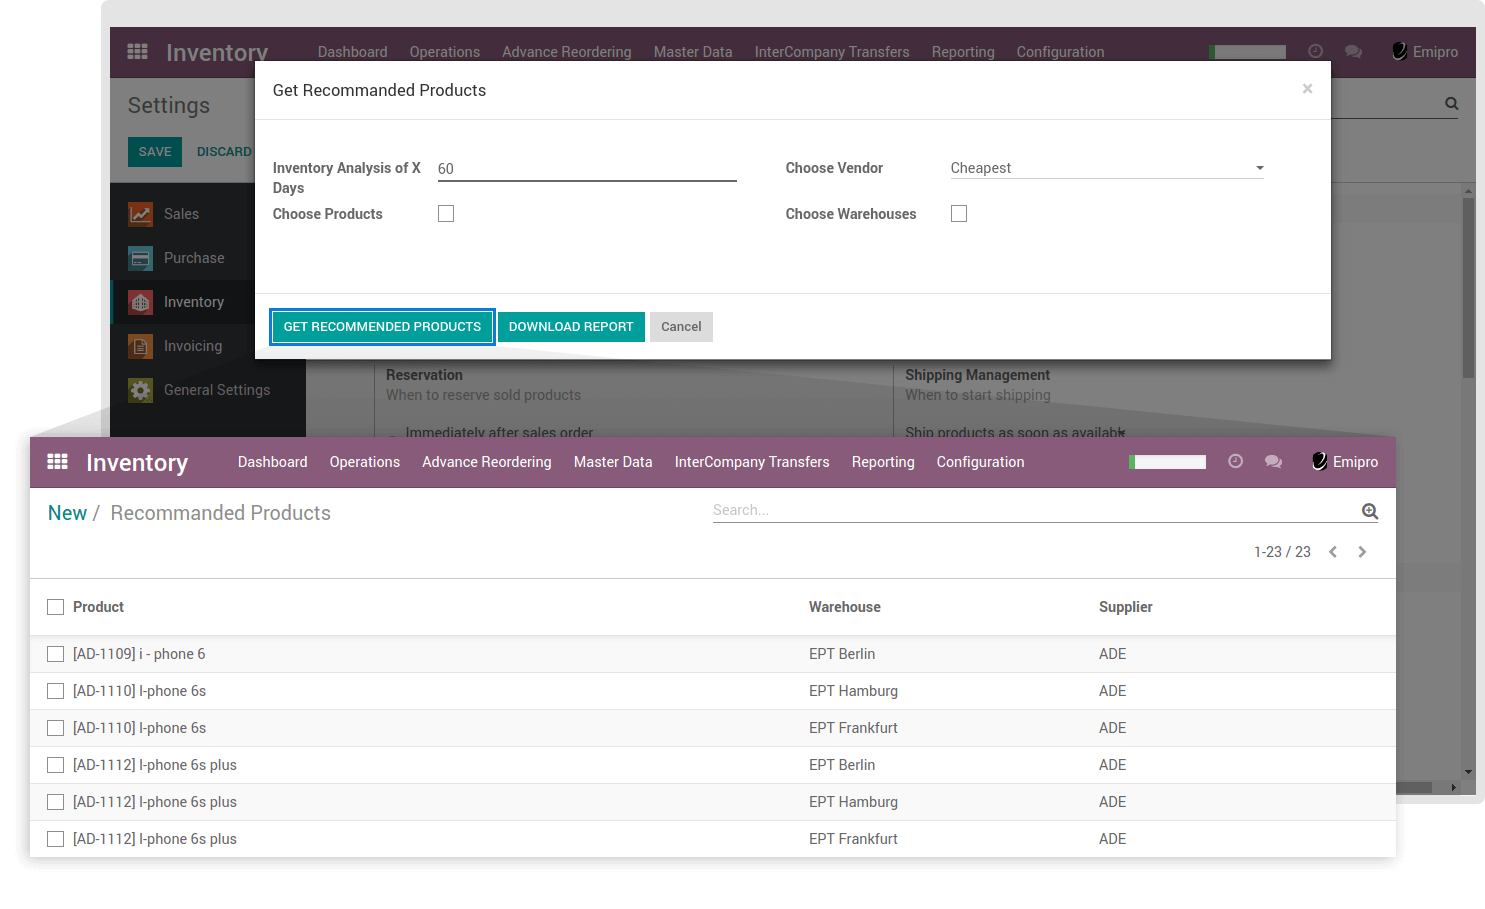 Inventory Dashboard Operations Advance Reordering Master Data InterCompany Transfers Reporting Configuration Emipro
Settings
SAVE DISCARD
Sales
Purchase
Inventory
Invoicing
General Settings
Get Recommanded Products ×
Inventory Analysis of X Days 60 Choose Vendor Cheapest
Choose Products Choose Warehouses
GET RECOMMENDED PRODUCTS DOWNLOAD REPORT Cancel
Reservation Shipping Management
When to reserve sold products When to start shipping
Immediately after sales order Ship products as soon as available
Inventory Dashboard Operations Advance Reordering Master Data InterCompany Transfers Reporting Configuration Emipro
New / Recommanded Products Search...
1-23 / 23
Product Warehouse Supplier
[AD-1109] i - phone 6 EPT Berlin ADE
[AD-1110] I-phone 6s EPT Hamburg ADE
[AD-1110] I-phone 6s EPT Frankfurt ADE
[AD-1112] I-phone 6s plus EPT Berlin ADE
[AD-1112] I-phone 6s plus EPT Hamburg ADE
[AD-1112] I-phone 6s plus EPT Frankfurt ADE